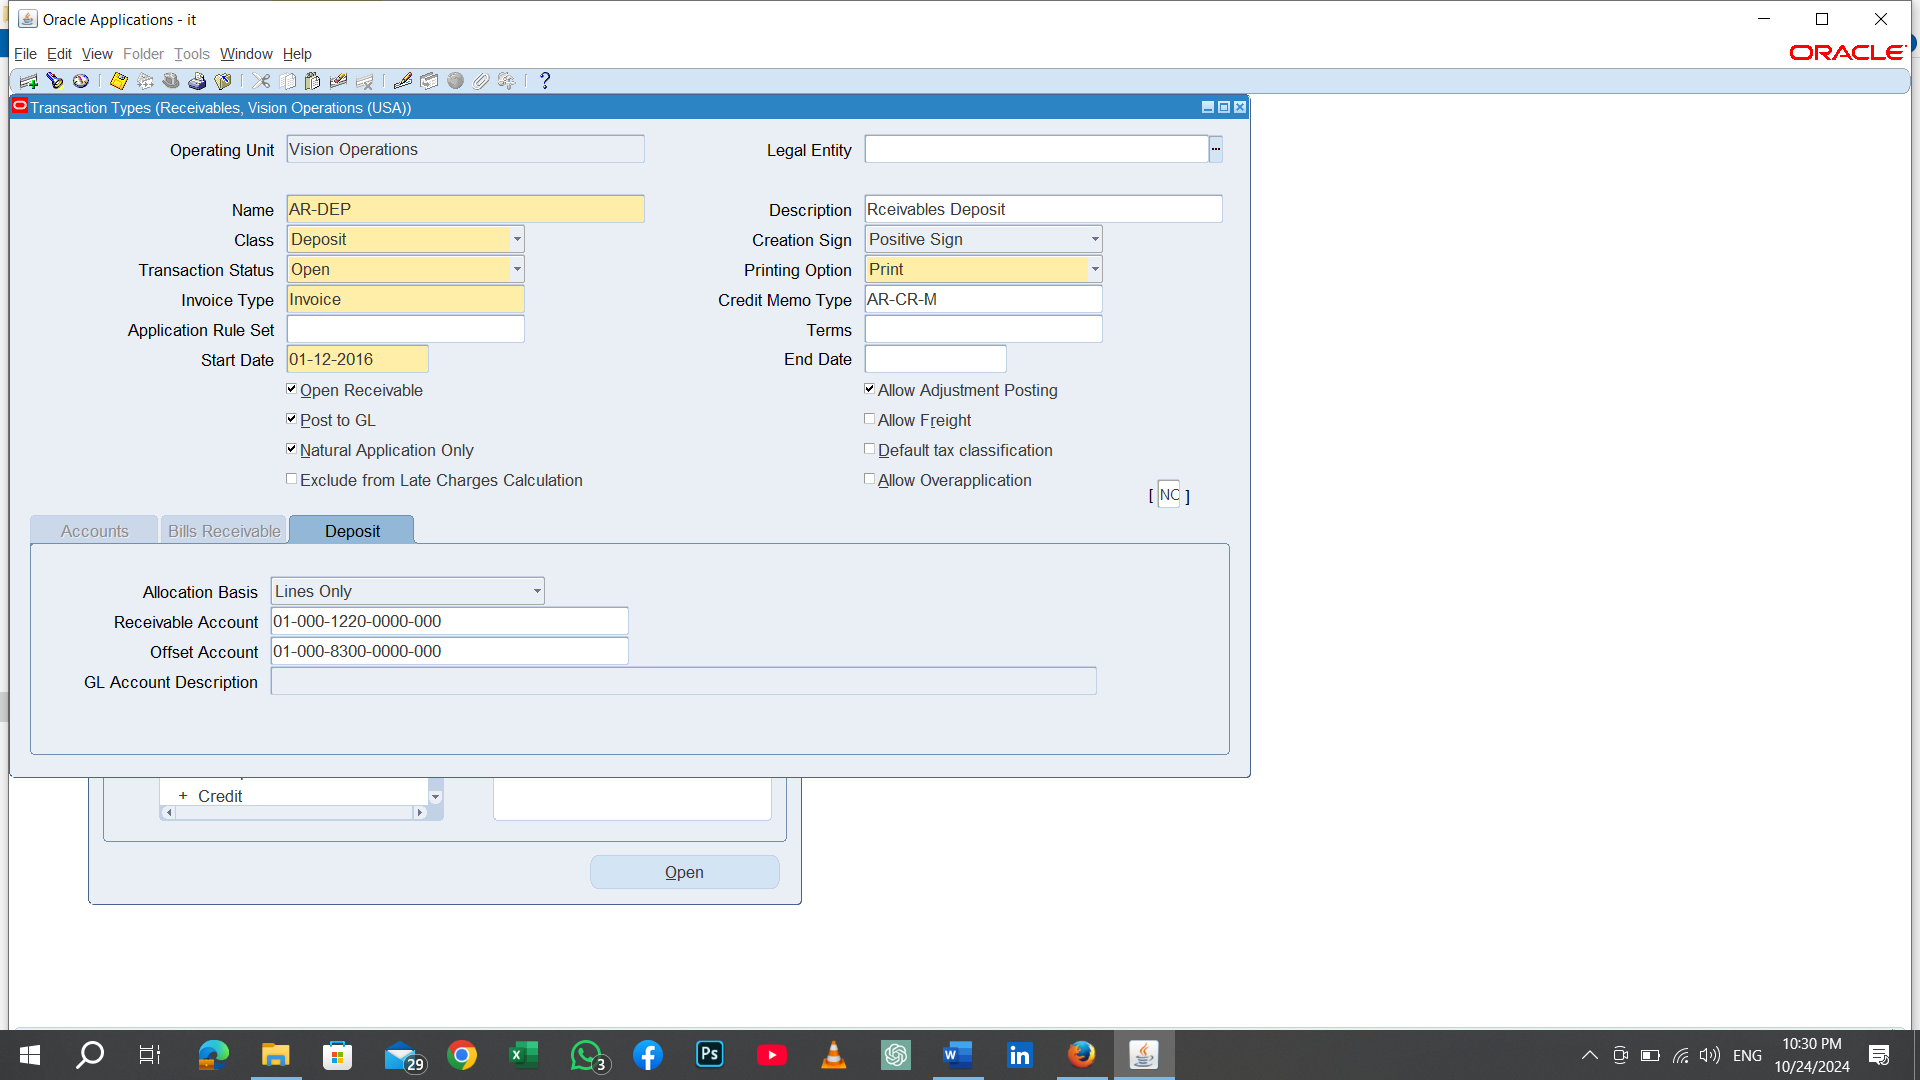 Oracle Applications - it
File Edit View Folder Tools Window Help
ORACLE
Transaction Types (Receivables, Vision Operations (USA))
Operating Unit Vision Operations Legal Entity
Name AR-DEP Description Rceivables Deposit
Class Deposit Creation Sign Positive Sign
Transaction Status Open Printing Option Print
Invoice Type Invoice Credit Memo Type AR-CR-M
Application Rule Set Terms
Start Date 01-12-2016 End Date
Open Receivable Allow Adjustment Posting
Post to GL Allow Freight
Natural Application Only Default tax classification
Exclude from Late Charges Calculation Allow Overapplication
[ NO ]
Accounts Bills Receivable Deposit
Allocation Basis Lines Only
Receivable Account 01-000-1220-0000-000
Offset Account 01-000-8300-0000-000
GL Account Description
+ Credit
Open
29
3
Ps
ENG
10:30 PM
10/24/2024